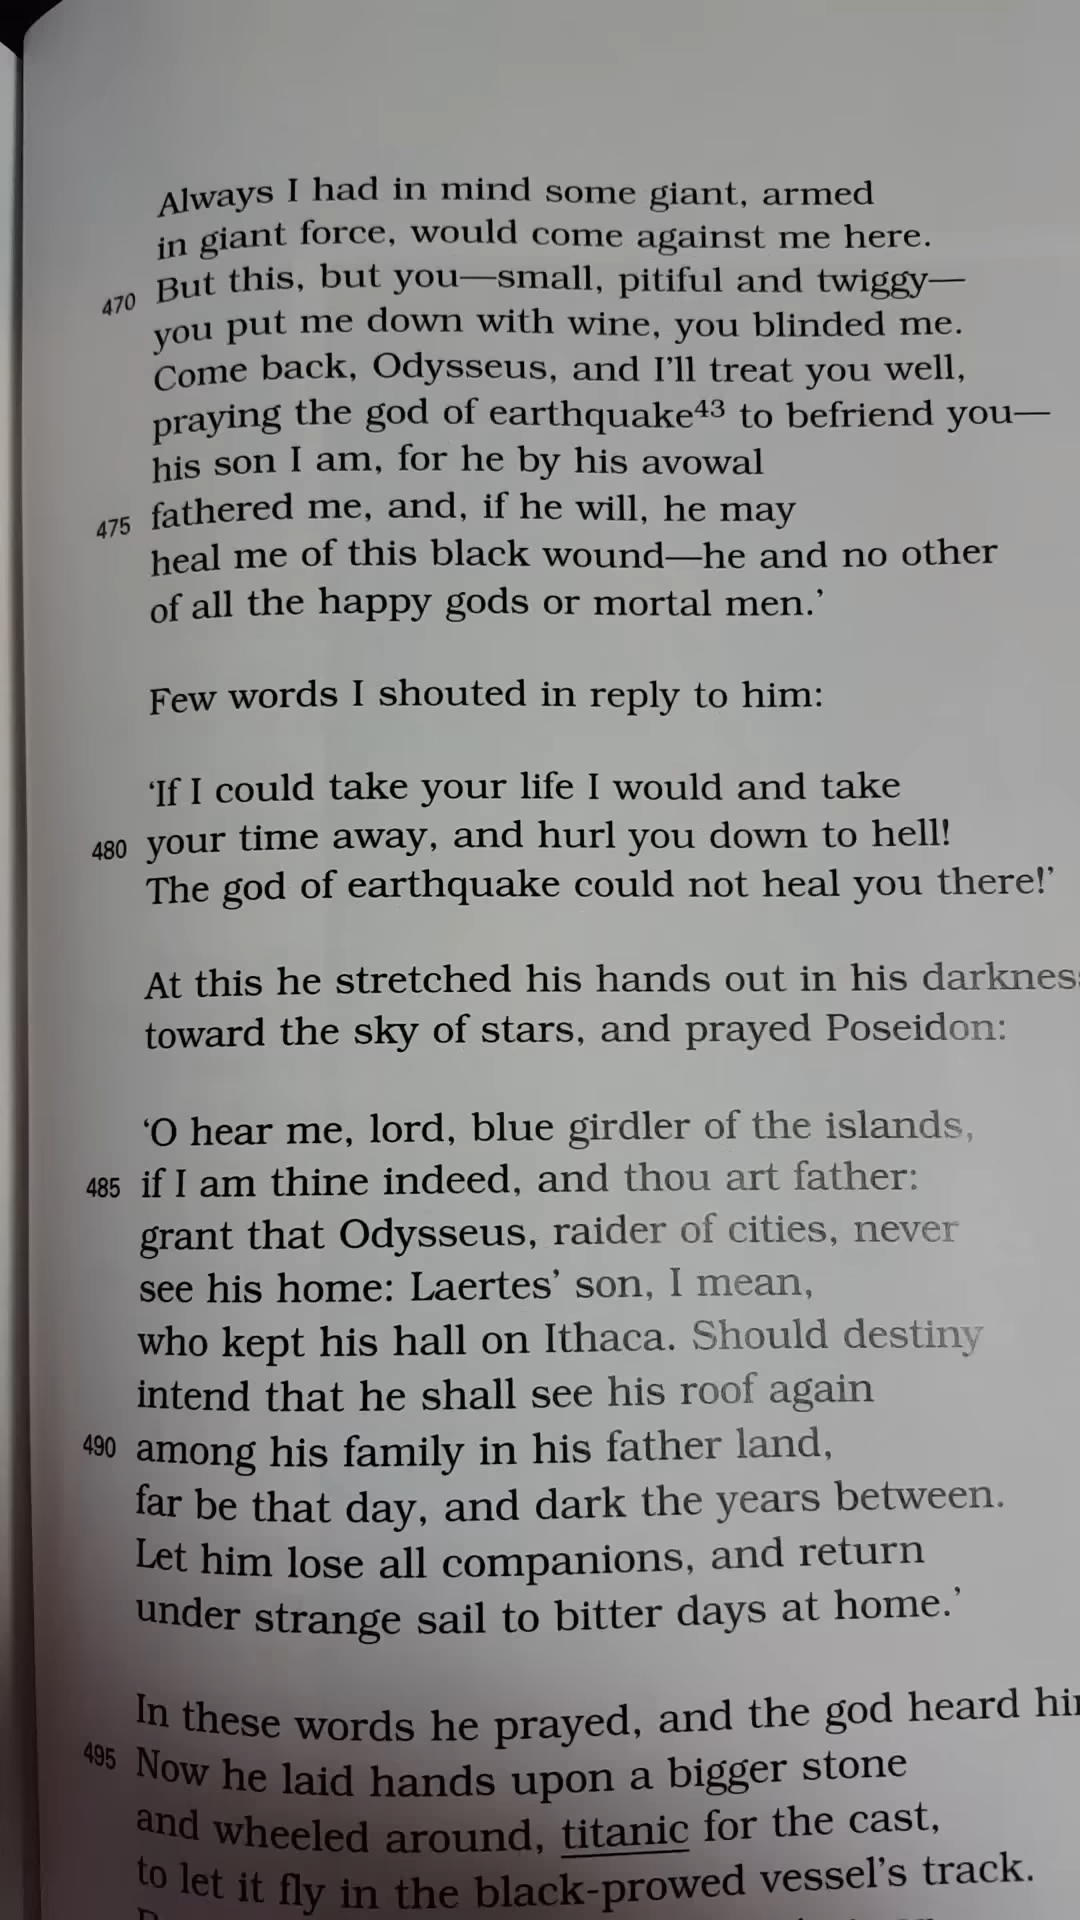 Always I had in mind some giant, armed
in giant force, would come against me here.
470 But this, but you—small, pitiful and twiggy—
you put me down with wine, you blinded me.
Come back, Odysseus, and I'll treat you well,
praying the god of earthquake43 to befriend you—
his son I am, for he by his avowal
475 fathered me, and, if he will, he may
heal me of this black wound—he and no other
of all the happy gods or mortal men.’
Few words I shouted in reply to him:
‘If I could take your life I would and take
480 your time away, and hurl you down to hell!
The god of earthquake could not heal you there!’
At this he stretched his hands out in his
toward the sky of stars, and prayed Poseidon:
‘O hear me, lord, blue girdler of the islands,
485 if I am thine indeed, and thou art father:
grant that Odysseus, raider of cities, never
see his home: Laertes’ son, I mean,
who kept his hall on Ithaca. Should destiny
intend that he shall see his roof again
490 among his family in his father land,
far be that day, and dark the years between.
Let him lose all companions, and return
under strange sail to bitter days at home.’
In these words he prayed, and the god heard
495 Now he laid hands upon a bigger stone
and wheeled around, titanic for the cast,
to let it fly in the black-prowed vessel’s track.